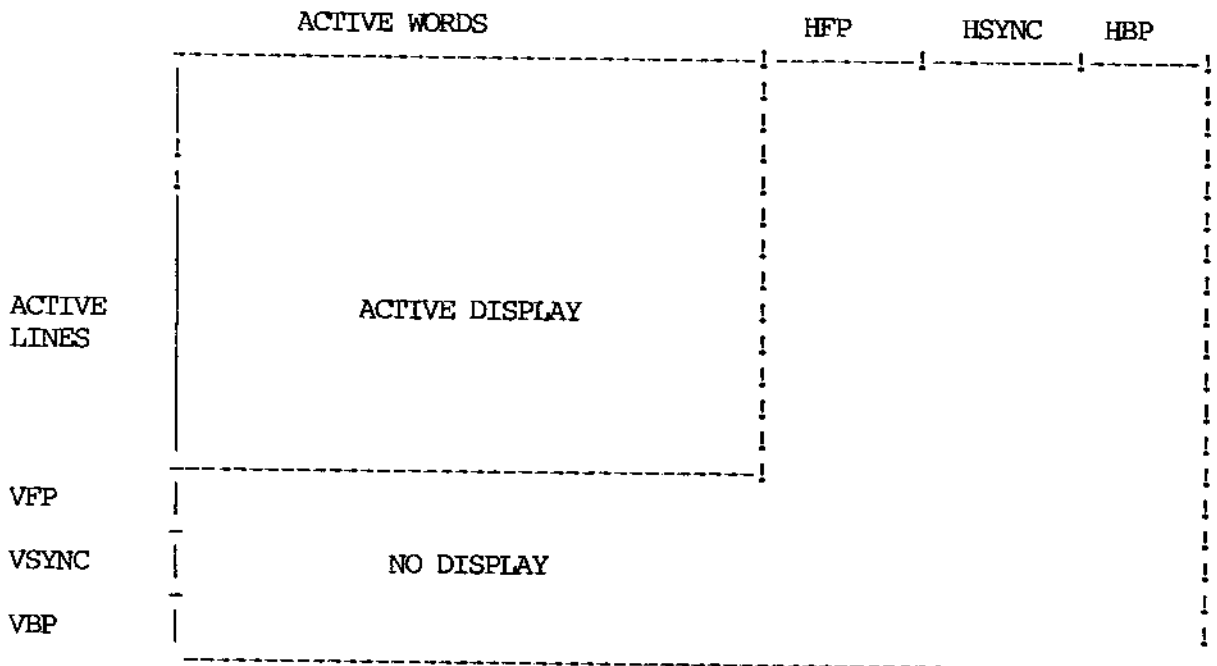 ACTIVE WORDS HFP HSYNC HBP
ACTIVE
LINES
ACTIVE DISPLAY
VFP
VSYNC
NO DISPLAY
VBP